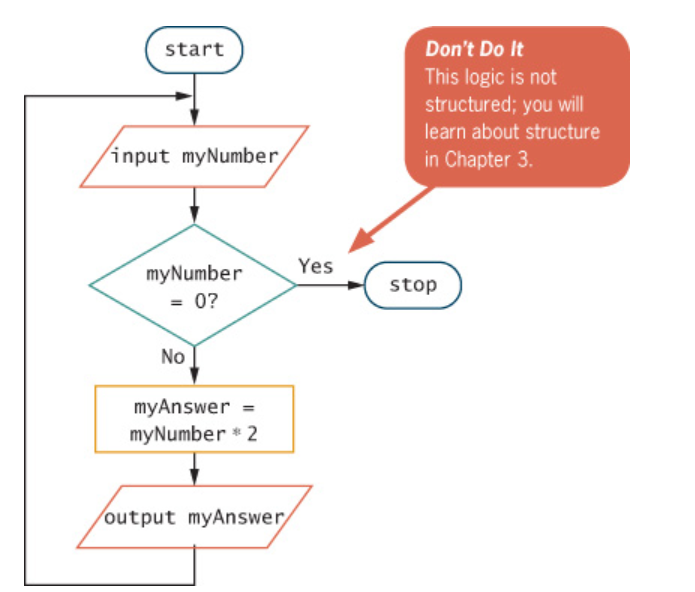 start
Don't Do It
This logic is not
structured; you will
learn about structure
in Chapter 3.
input myNumber
myNumber
= 0?
Yes
stop
No
myAnswer =
myNumber * 2
output myAnswer